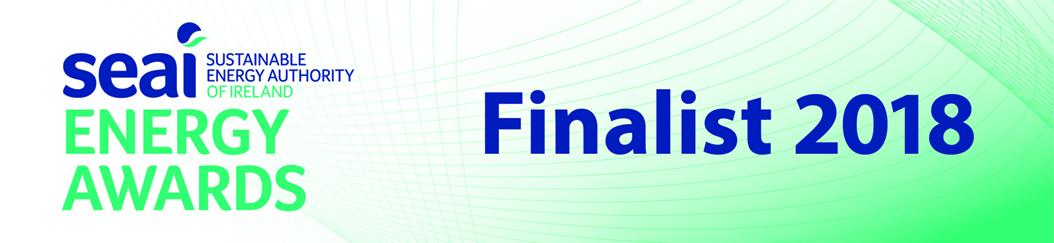 seai SUSTAINABLE
ENERGY AUTHORITY
OF IRELAND
ENERGY
AWARDS
Finalist 2018